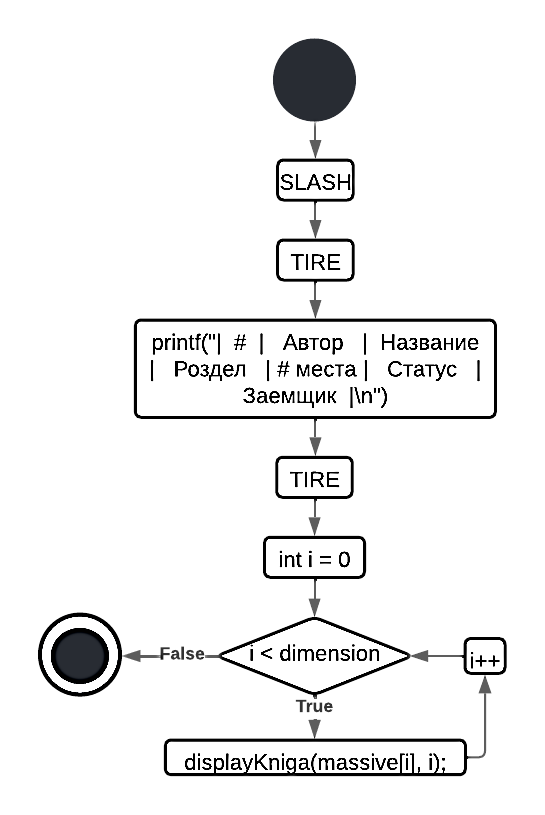 SLASH
TIRE
printf("| # | Автор | Название
| Роздел | # места | Статус |
Заемщик |\n")
TIRE
int i = 0
i < dimension
False
i++
True
displayKniga(massive[i], i);